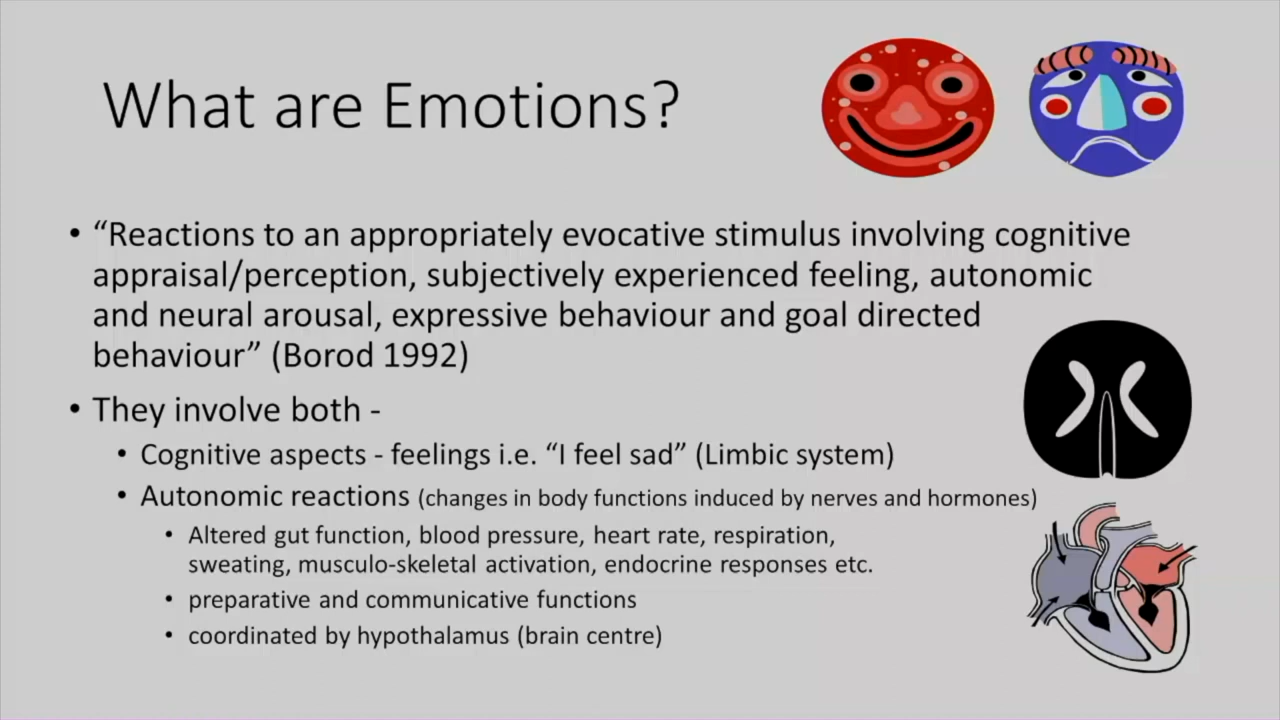 What are Emotions?
• “Reactions to an appropriately evocative stimulus involving cognitive
appraisal/perception, subjectively experienced feeling, autonomic
and neural arousal, expressive behaviour and goal directed
behaviour” (Borod 1992)
• They involve both -
• Cognitive aspects - feelings i.e. “I feel sad” (Limbic system)
• Autonomic reactions (changes in body functions induced by nerves and hormones)
• Altered gut function, blood pressure, heart rate, respiration,
sweating, musculo-skeletal activation, endocrine responses etc.
• preparative and communicative functions
• coordinated by hypothalamus (brain centre)